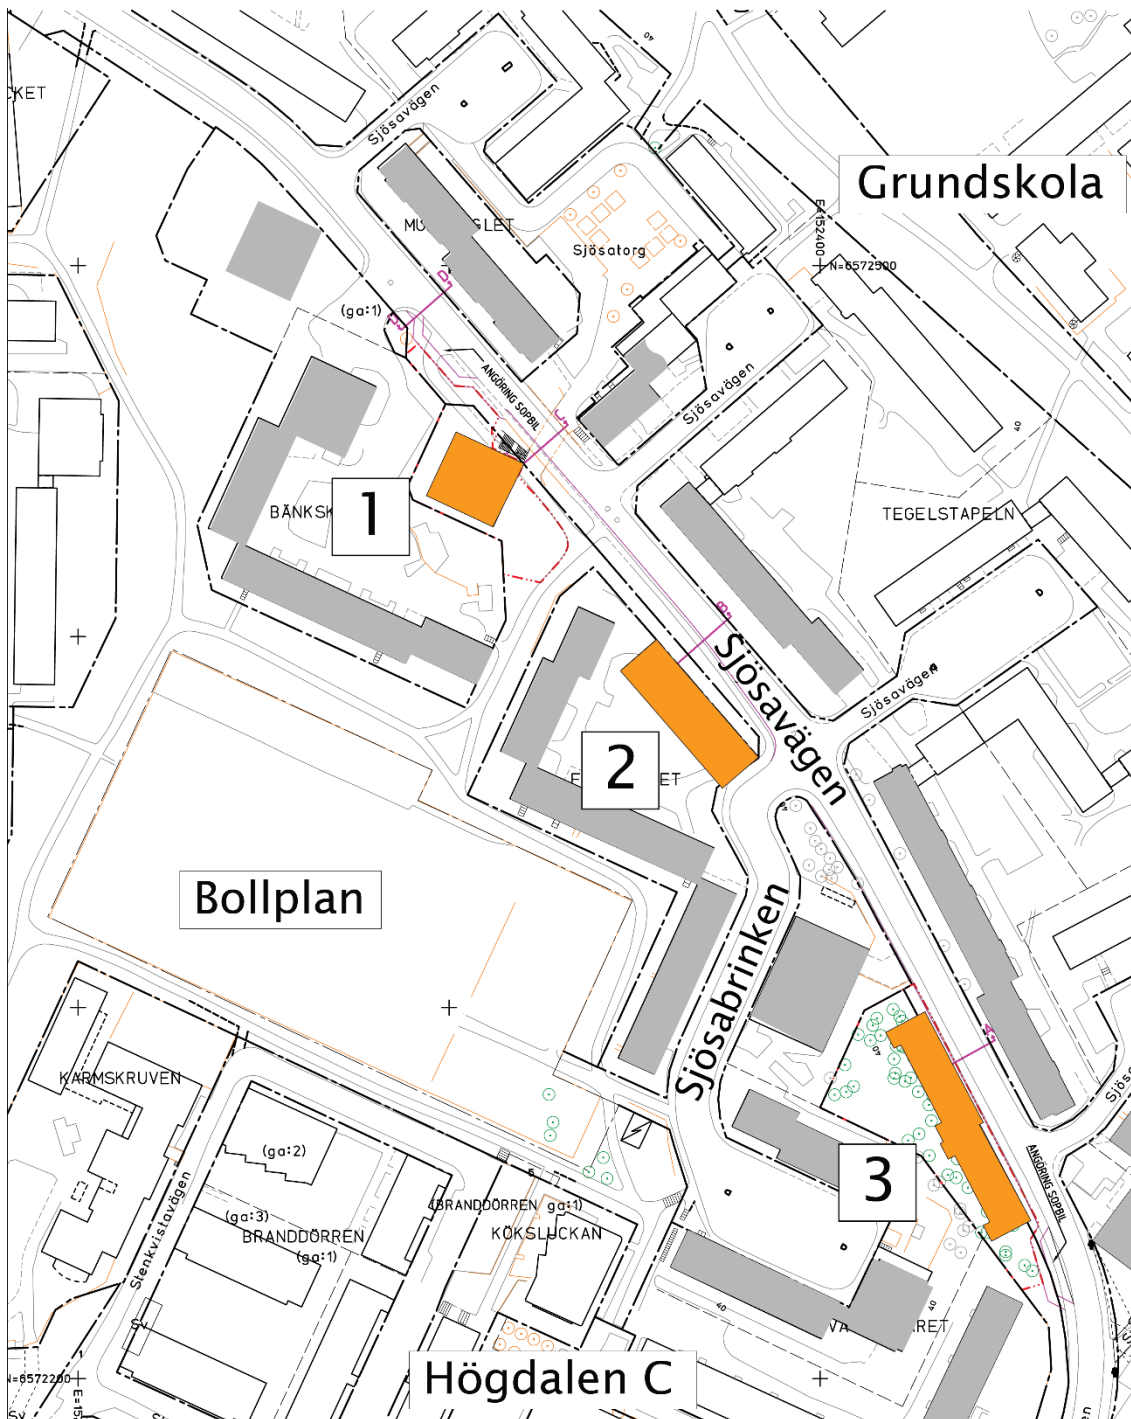 40
Sjösavägen
Grundskola
Sjösatorg
E=152400
N=6572500
(ga:1)
ANGÖRING SOPBIL
Sjösavägen
40
1
TEGELSTAPELN
Sjösavägen
Sjösavägen
2
Bollplan
Sjösabrinken
KARMSKRUVEN
40
(ga:2)
3
ANGÖRING SOPBIL
(BRANDDÖRREN ga:1)
(ga:3)
BRANDDÖRREN
KÖKSLUCKAN
(ga:1)
Stenkvistavägen
40
40
Högdalen C
N=6572200